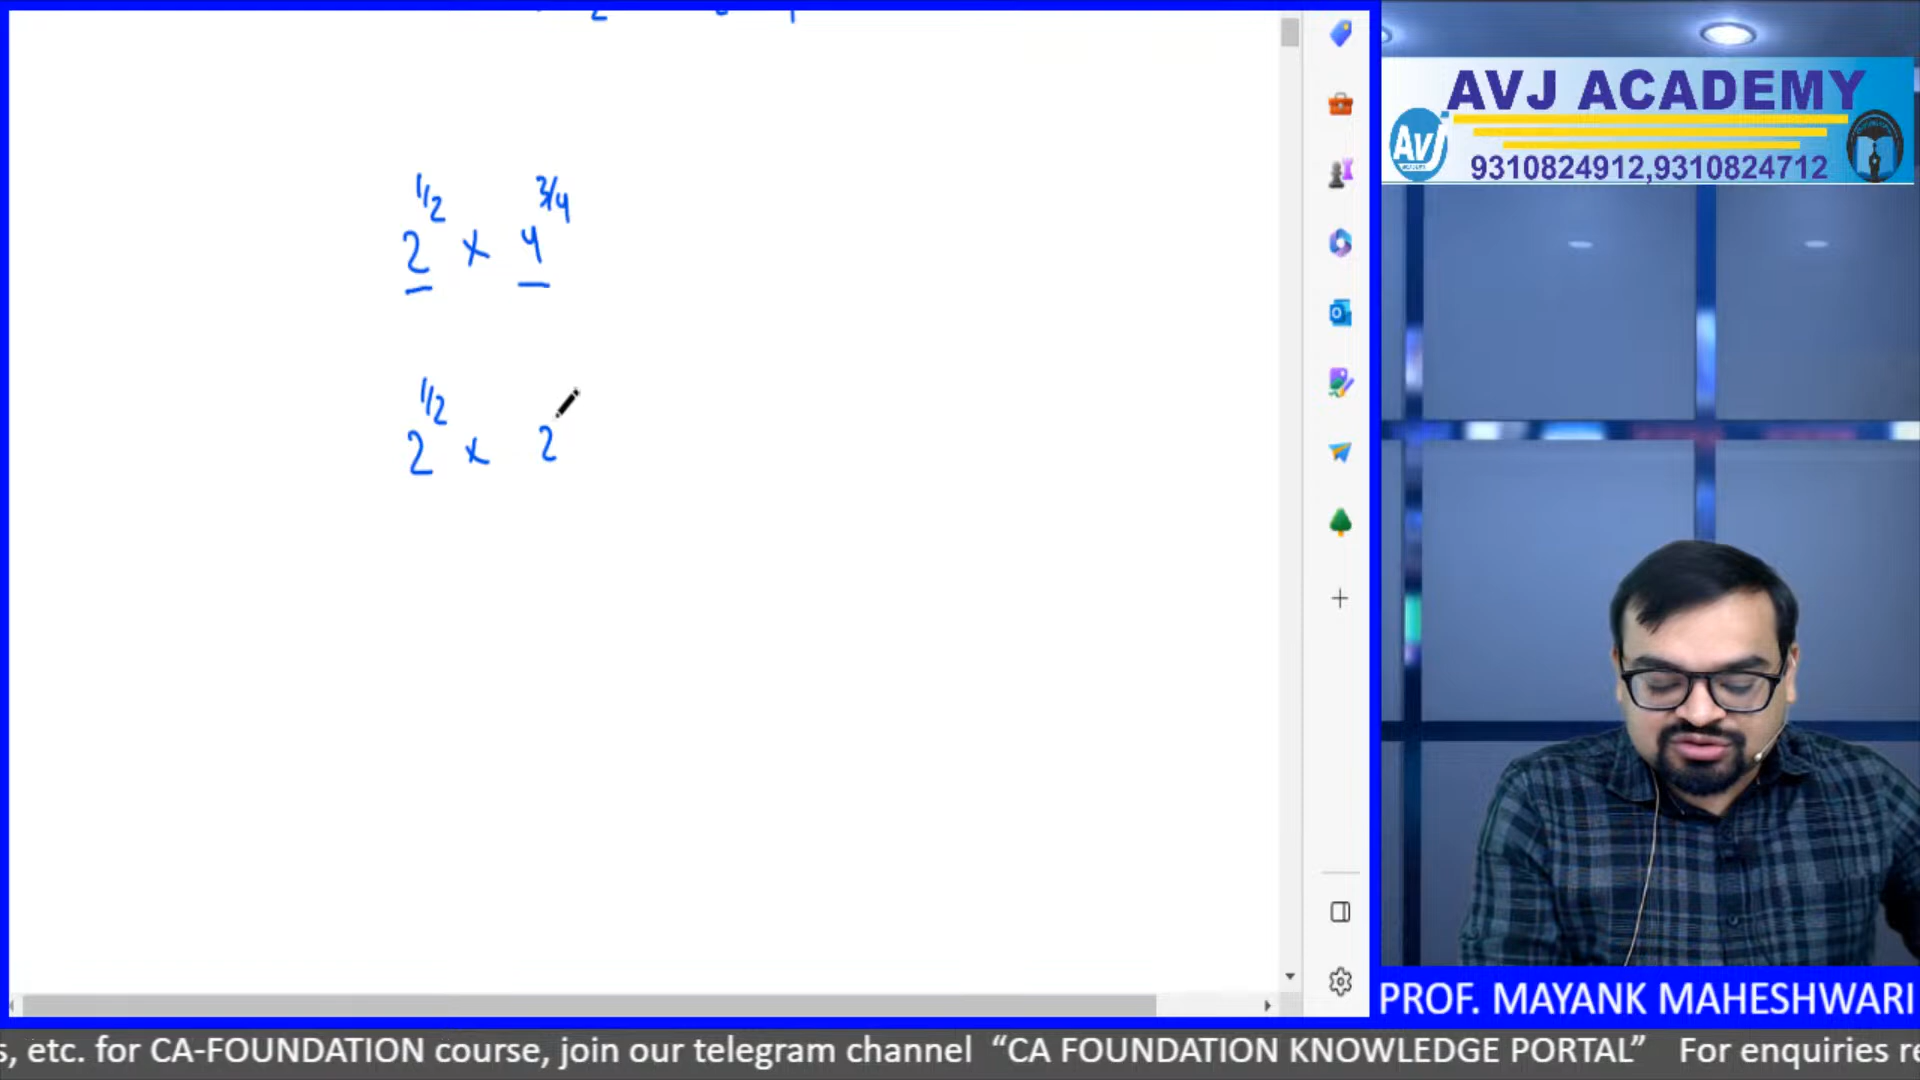 AVJ ACADEMY
AVJ
9310824912,9310824712
2^1/2 x 4^3/4
2^1/2 x 2
PROF. MAYANK MAHESHWARI
s, etc. for CA-FOUNDATION course, join our telegram channel “CA FOUNDATION KNOWLEDGE PORTAL” For enquiries re